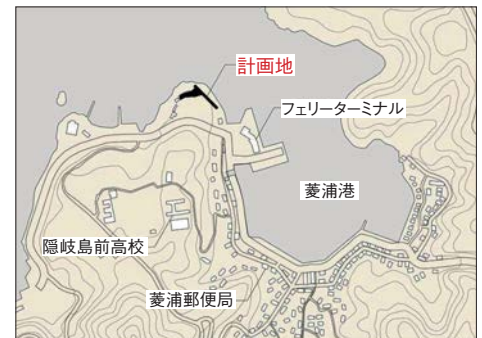 計画地
フェリーターミナル
菱浦港
隠岐島前高校
菱浦郵便局